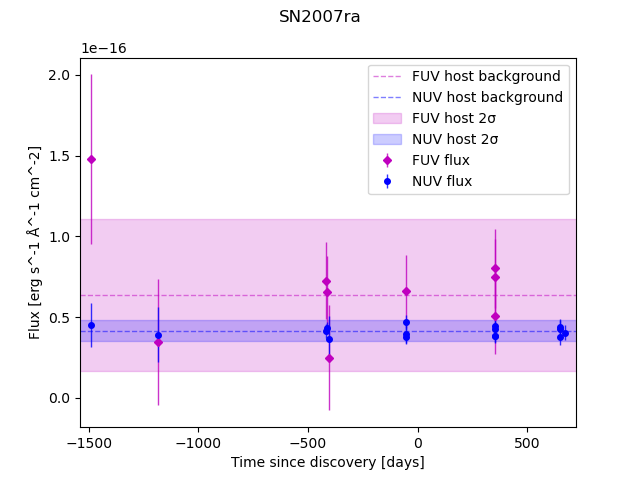 SN2007ra
1e−16
FUV host background
NUV host background
FUV host 2σ
NUV host 2σ
FUV flux
NUV flux
2.0
1.5
1.0
0.5
0.0
Flux [erg s^-1 Å^-1 cm^-2]
−1500
−1000
−500
0
500
Time since discovery [days]